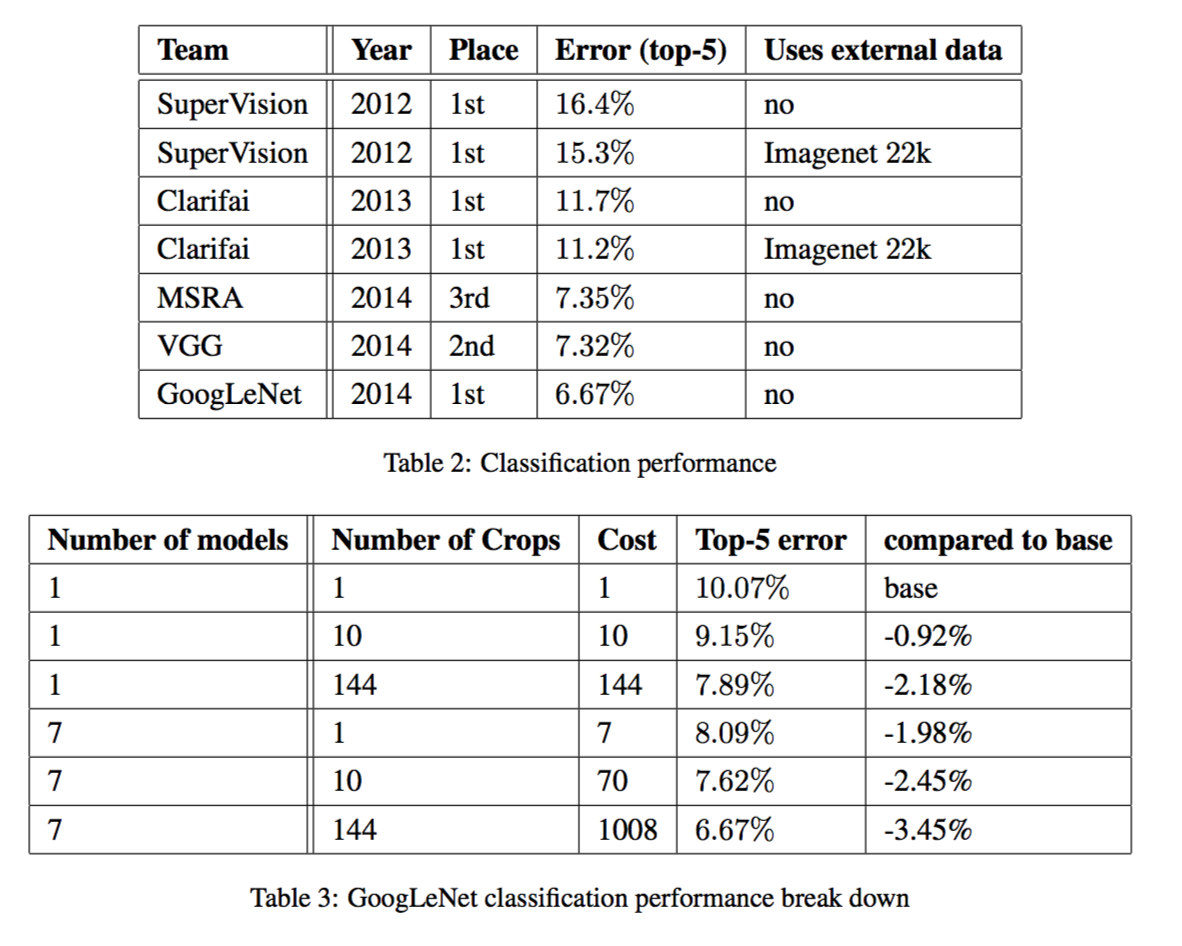 Team Year Place Error (top-5) Uses external data
SuperVision 2012 1st 16.4% no
SuperVision 2012 1st 15.3% Imagenet 22k
Clarifai 2013 1st 11.7% no
Clarifai 2013 1st 11.2% Imagenet 22k
MSRA 2014 3rd 7.35% no
VGG 2014 2nd 7.32% no
GoogLeNet 2014 1st 6.67% no
Table 2: Classification performance
Number of models Number of Crops Cost Top-5 error compared to base
1 1 1 10.07% base
1 10 10 9.15% -0.92%
1 144 144 7.89% -2.18%
7 1 7 8.09% -1.98%
7 10 70 7.62% -2.45%
7 144 1008 6.67% -3.45%
Table 3: GoogLeNet classification performance break down